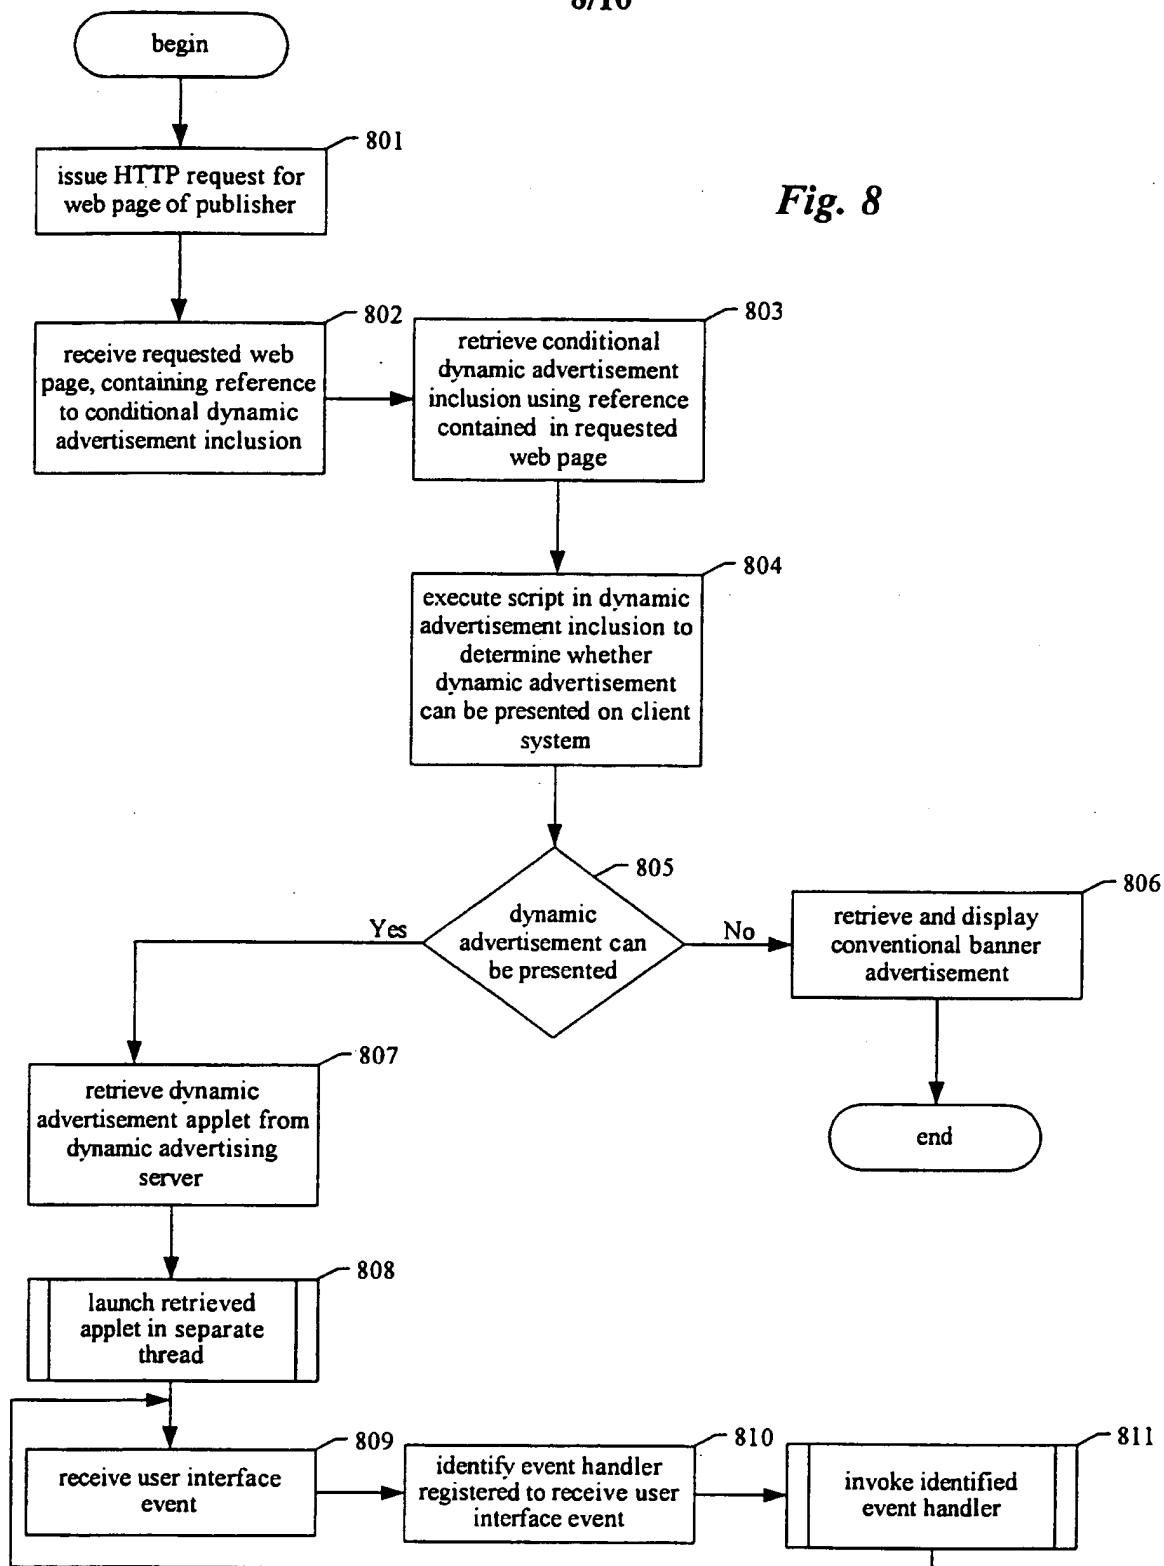 8/16
begin
801
issue HTTP request for
web page of publisher
Fig. 8
802
receive requested web
page, containing reference
to conditional dynamic
advertisement inclusion
803
retrieve conditional
dynamic advertisement
inclusion using reference
contained in requested
web page
804
execute script in dynamic
advertisement inclusion to
determine whether
dynamic advertisement
can be presented on client
system
805
dynamic
advertisement can
be presented
Yes
No
806
retrieve and display
conventional banner
advertisement
end
807
retrieve dynamic
advertisement applet from
dynamic advertising
server
808
launch retrieved
applet in separate
thread
809
receive user interface
event
810
identify event handler
registered to receive user
interface event
811
invoke identified
event handler